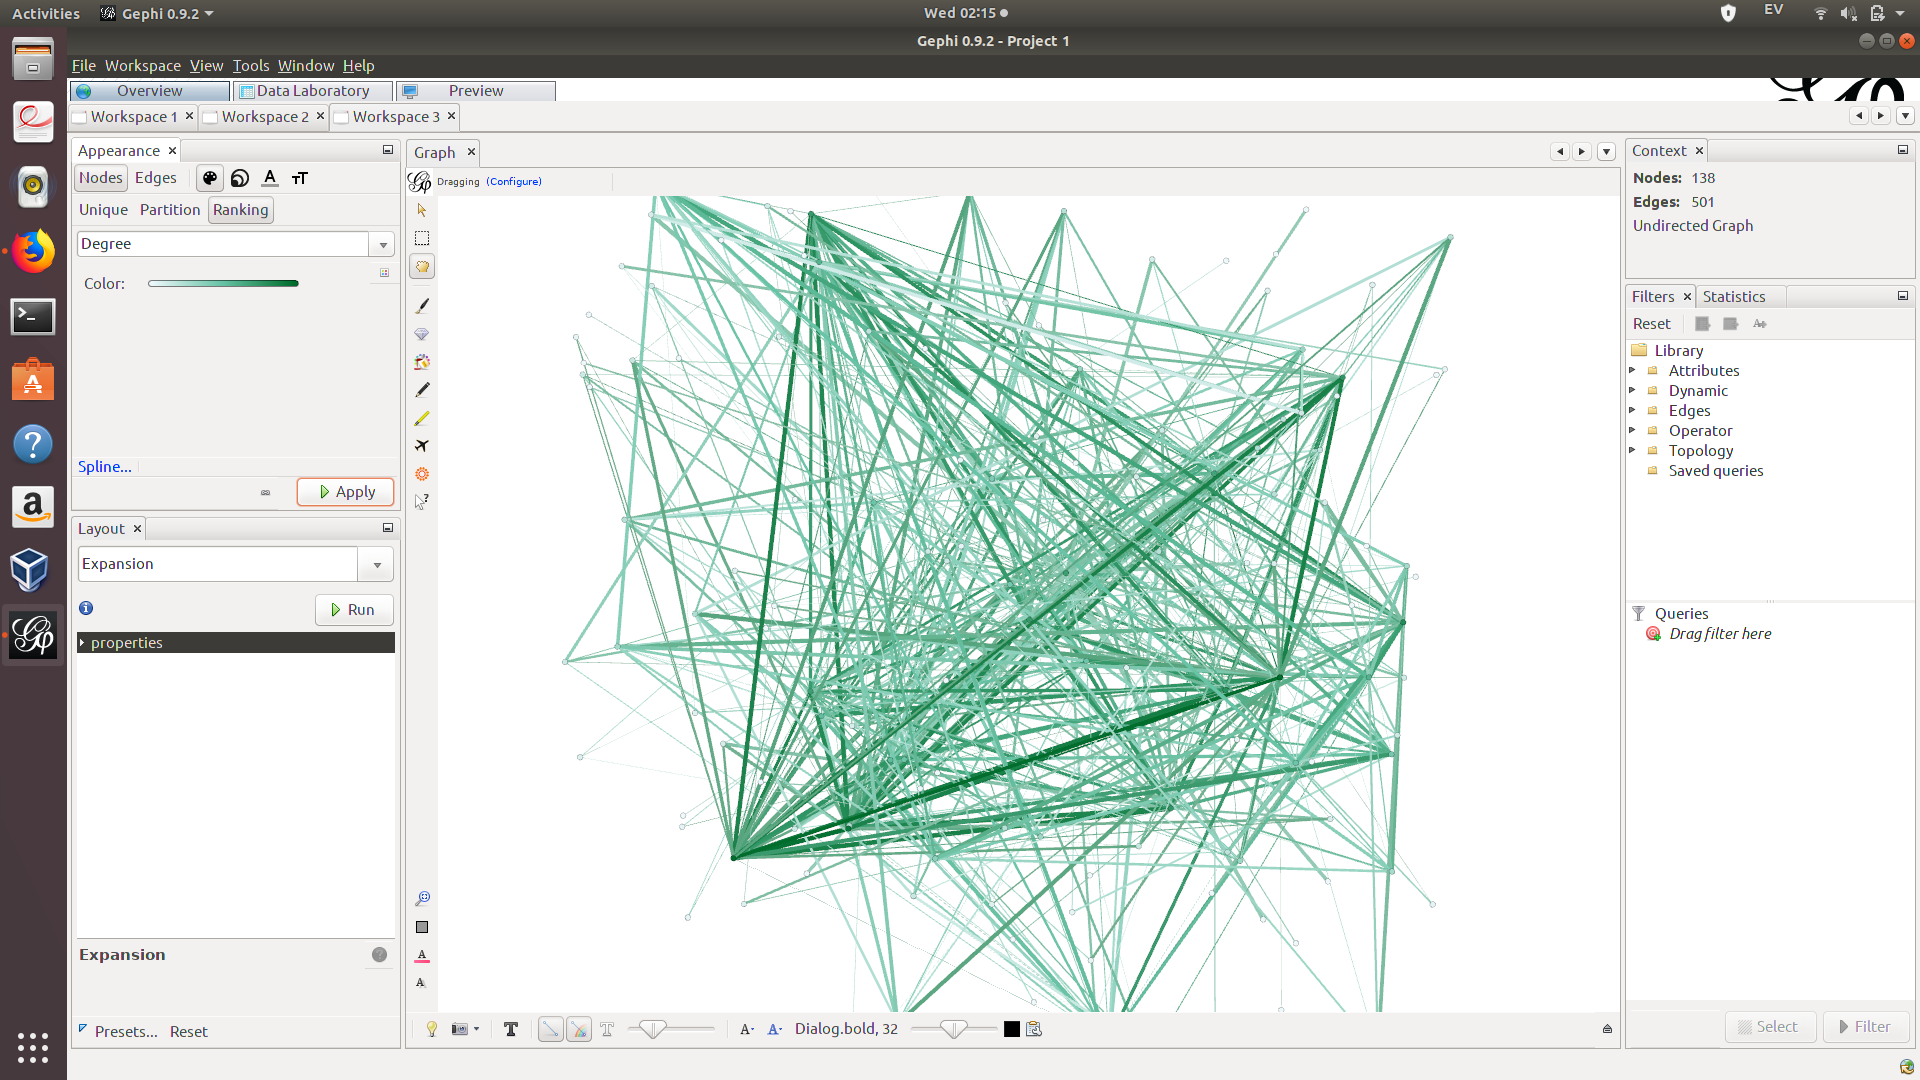 Activities Gephi 0.9.2 Wed 02:15 EV
Gephi 0.9.2 - Project 1
File Workspace View Tools Window Help
Overview Data Laboratory Preview
Workspace 1 Workspace 2 Workspace 3
Appearance
Nodes Edges
Unique Partition Ranking
Degree
Color:
Spline...
Apply
Layout
Expansion
Run
properties
Expansion
Presets... Reset
Graph
Dragging (Configure)
Dialog.bold, 32
Context
Nodes: 138
Edges: 501
Undirected Graph
Filters Statistics
Reset
Library
Attributes
Dynamic
Edges
Operator
Topology
Saved queries
Queries
Drag filter here
Select Filter